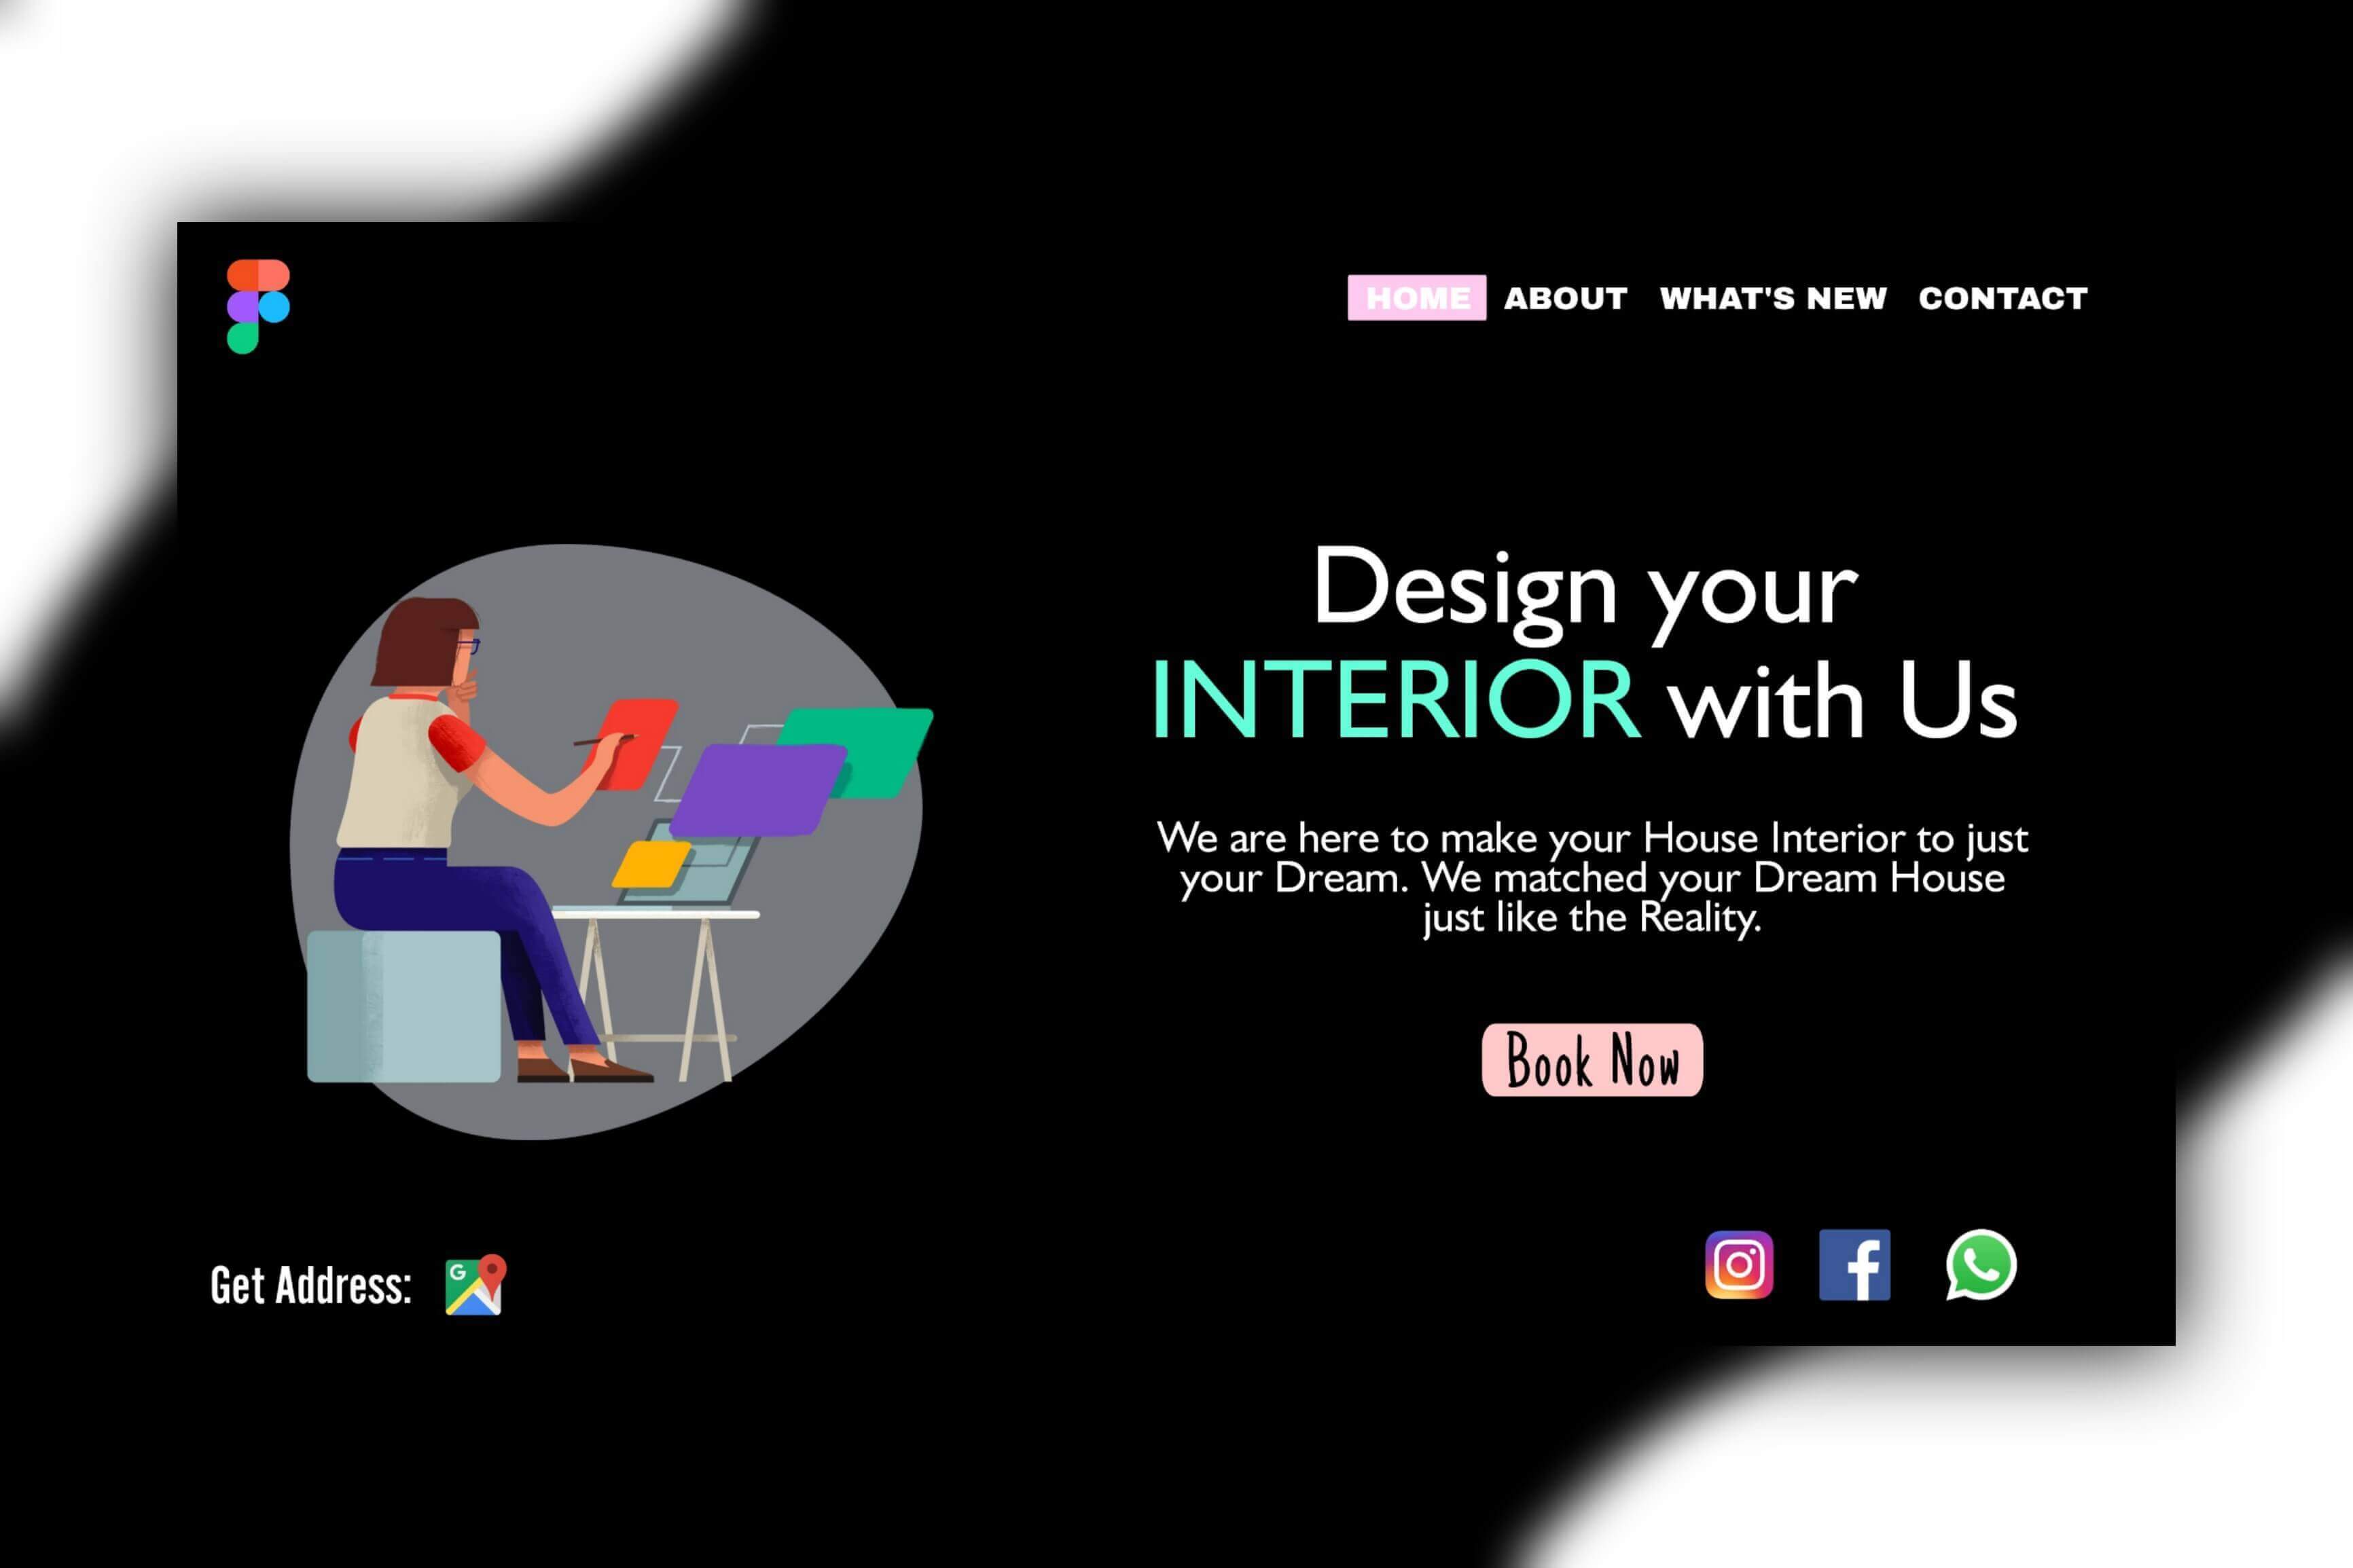 HOME ABOUT WHAT'S NEW CONTACT
Design your
INTERIOR with Us
We are here to make your House Interior to just
your Dream. We matched your Dream House
just like the Reality.
Book Now
Get Address:
G
f